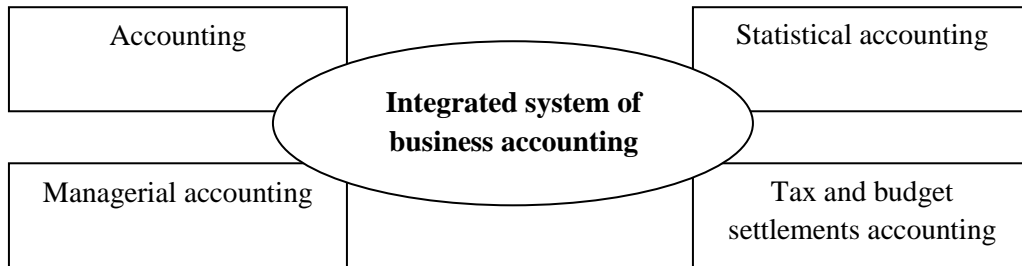 Accounting
Statistical accounting
Integrated system of
business accounting
Managerial accounting
Tax and budget
settlements accounting